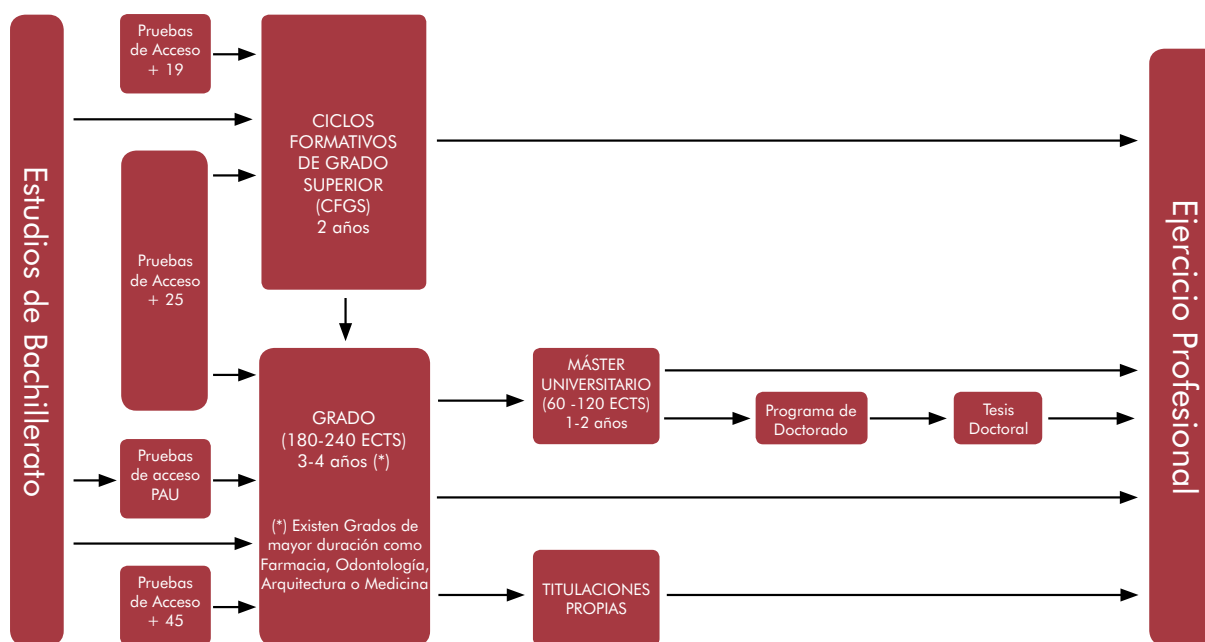 Estudios de Bachillerato
Pruebas
de Acceso
+ 19
Pruebas
de Acceso
+ 25
Pruebas
de acceso
PAU
Pruebas
de Acceso
+ 45
CICLOS
FORMATIVOS
DE GRADO
SUPERIOR
(CFGS)
2 años
GRADO
(180-240 ECTS)
3-4 años (*)
(*) Existen Grados de
mayor duración como
Farmacia, Odontología,
Arquitectura o Medicina
MÁSTER
UNIVERSITARIO
(60 -120 ECTS)
1-2 años
Programa de
Doctorado
Tesis
Doctoral
TITULACIONES
PROPIAS
Ejercicio Profesional